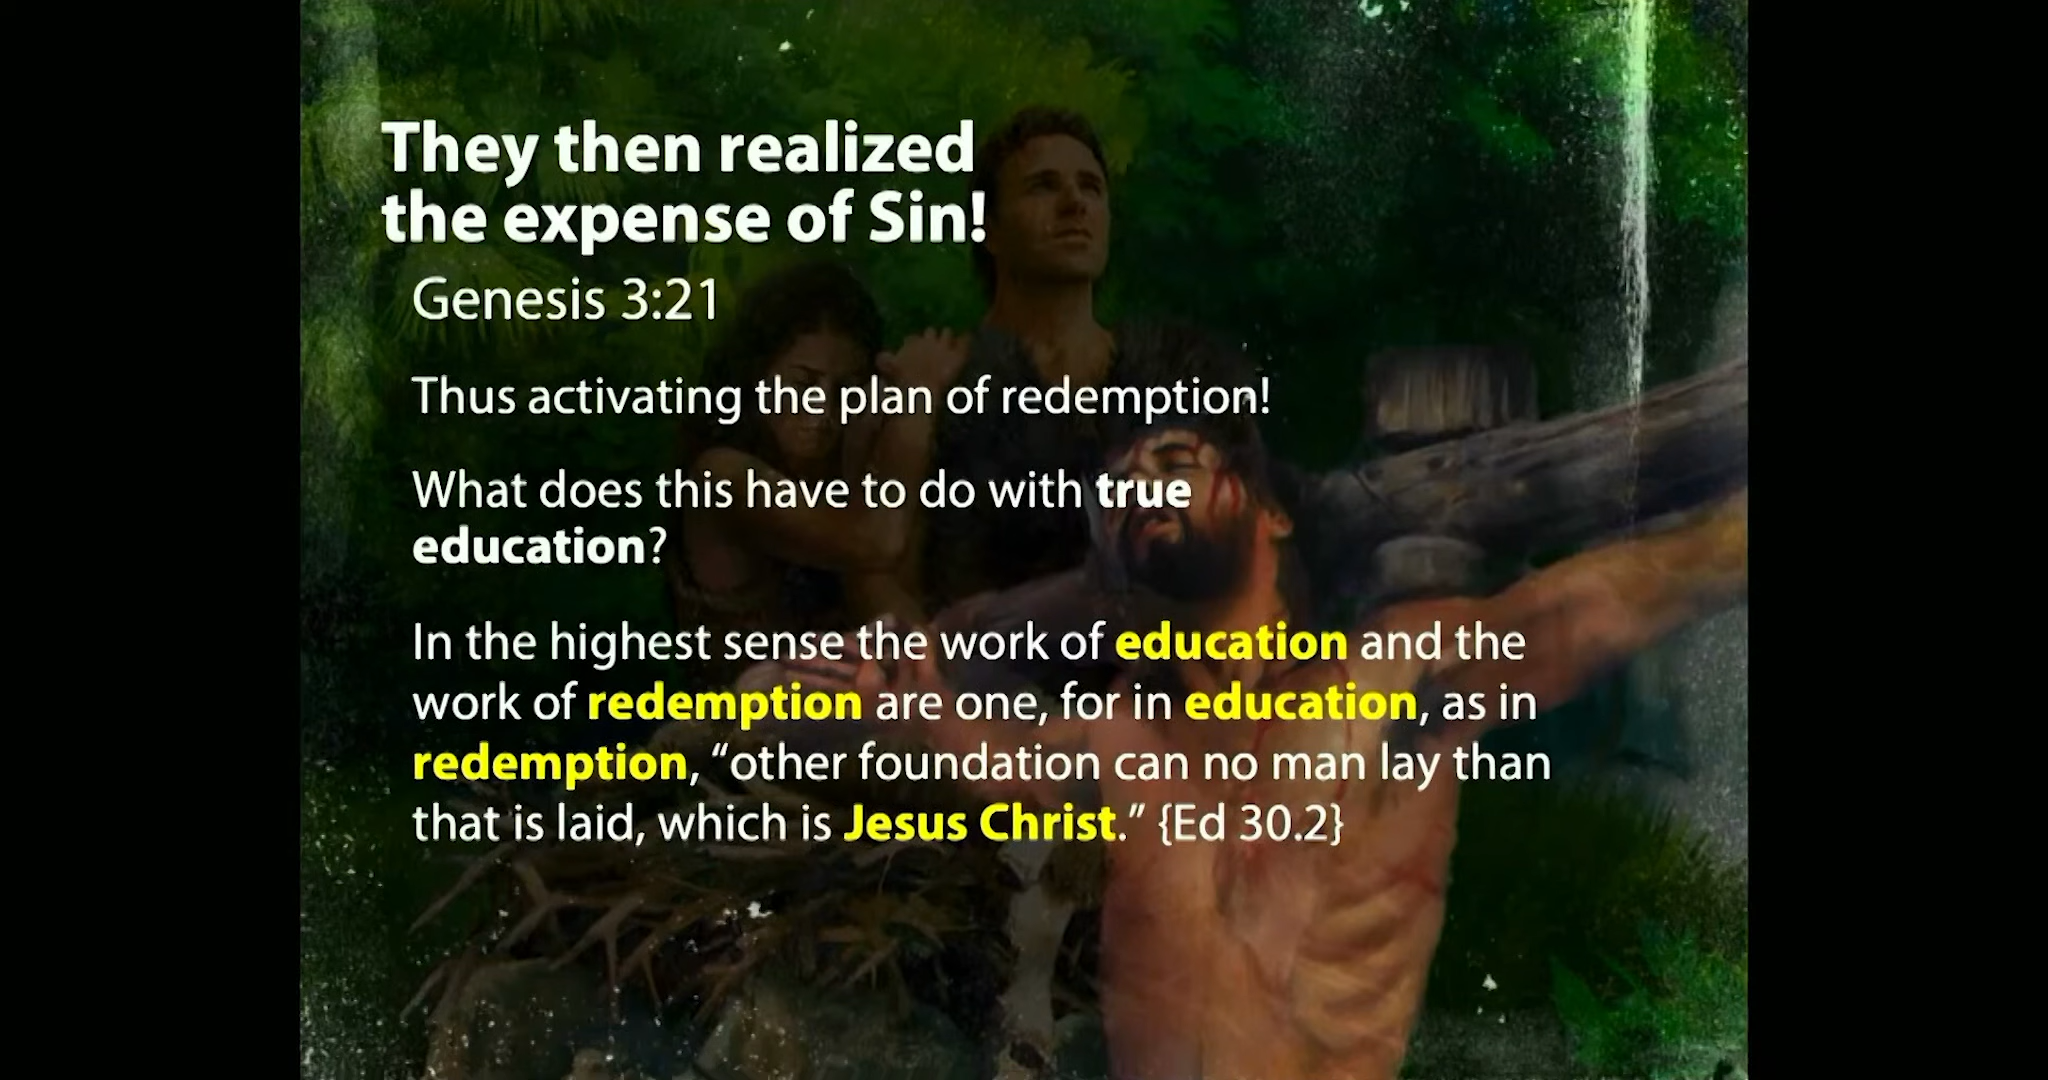 They then realized
the expense of Sin!
Genesis 3:21
Thus activating the plan of redemption!
What does this have to do with true
education?
In the highest sense the work of education and the
work of redemption are one, for in education, as in
redemption, “other foundation can no man lay than
that is laid, which is Jesus Christ.” {Ed 30.2}